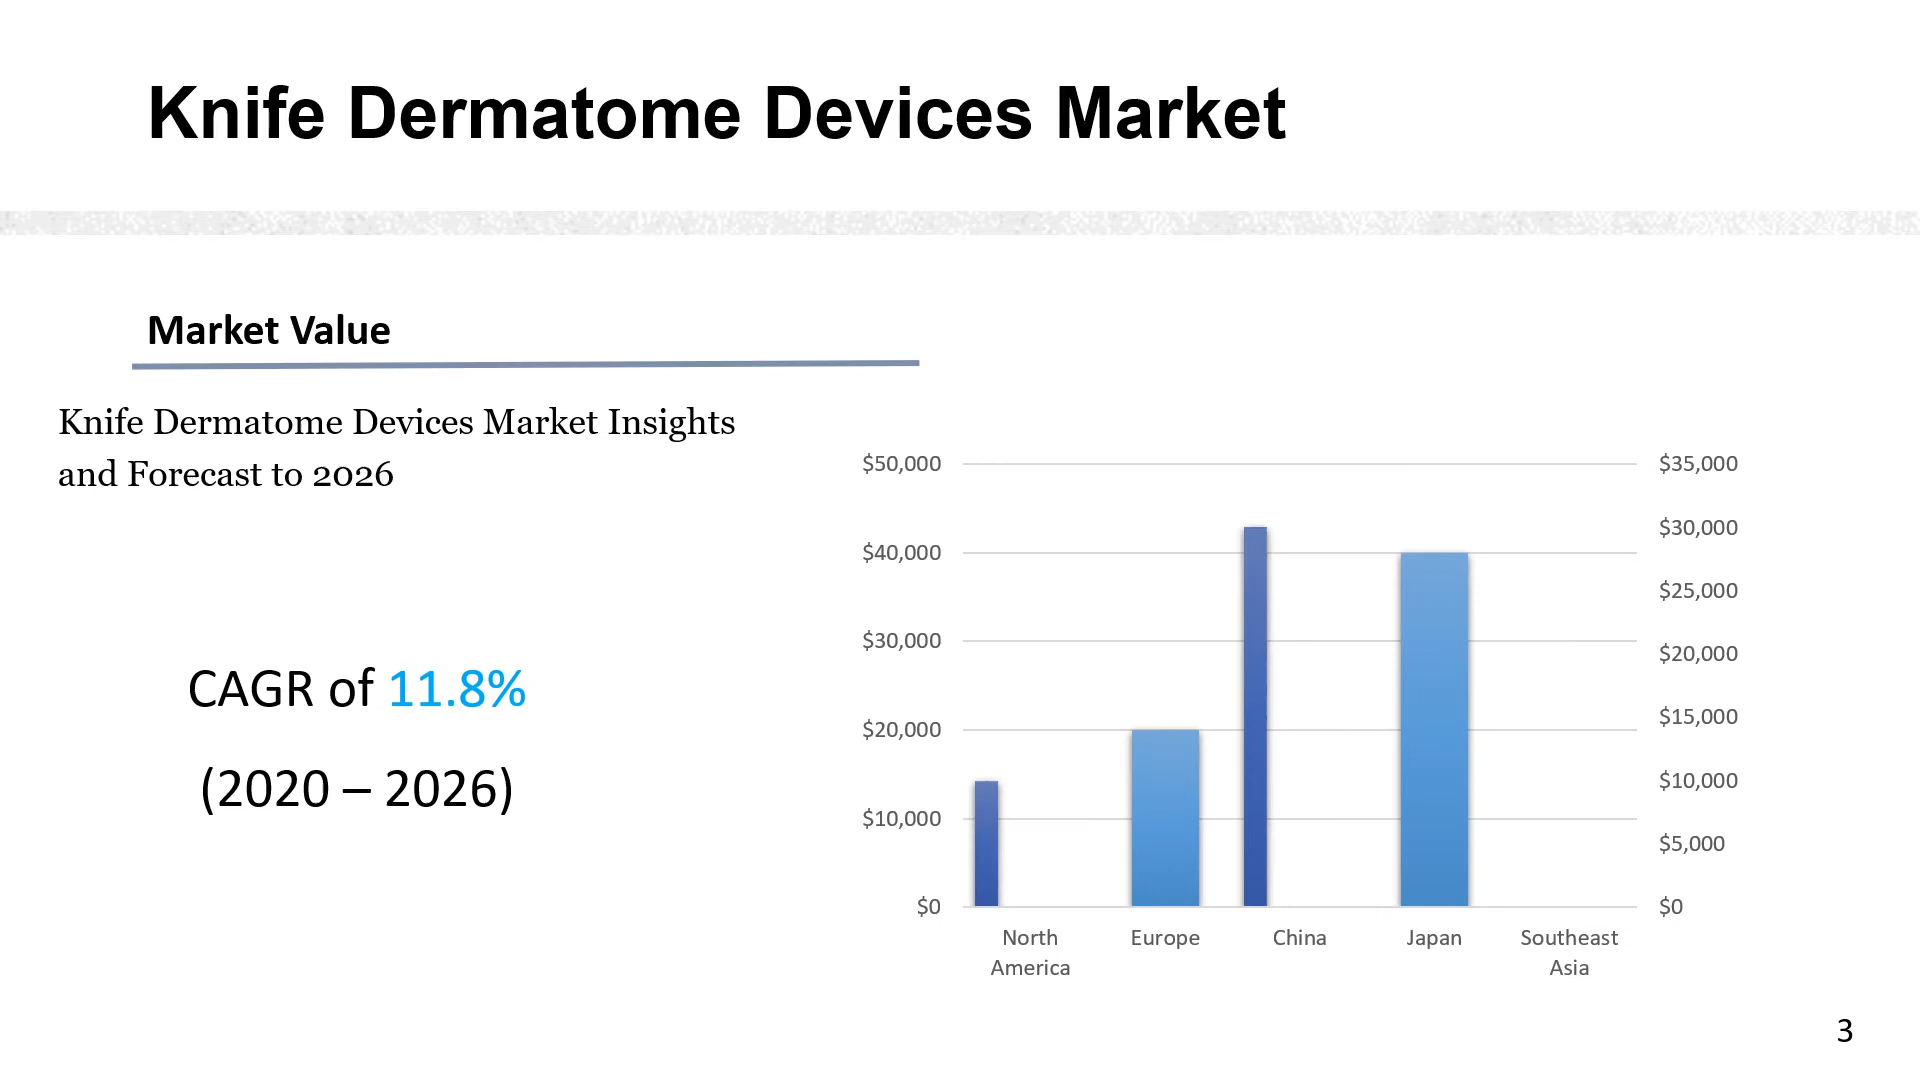 Knife Dermatome Devices Market
Market Value
Knife Dermatome Devices Market Insights
and Forecast to 2026
CAGR of 11.8%
(2020 – 2026)
$50,000
$40,000
$30,000
$20,000
$10,000
$0
$35,000
$30,000
$25,000
$20,000
$15,000
$10,000
$5,000
$0
North
America
Europe
China
Japan
Southeast
Asia
3